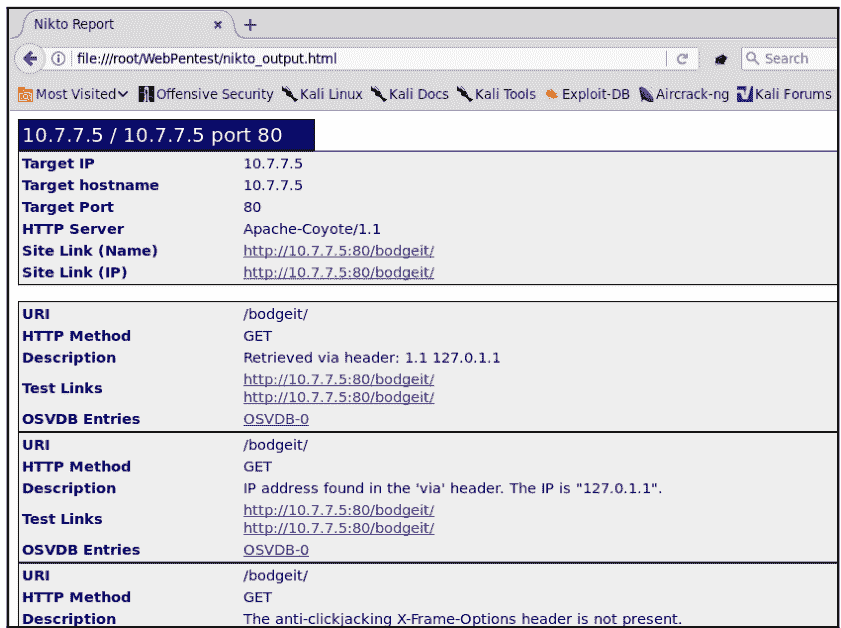 Nikto Report × +
file:///root/WebPentest/nikto_output.html Search
Most Visited Offensive Security Kali Linux Kali Docs Kali Tools Exploit-DB Aircrack-ng Kali Forums
10.7.7.5 / 10.7.7.5 port 80
Target IP 10.7.7.5
Target hostname 10.7.7.5
Target Port 80
HTTP Server Apache-Coyote/1.1
Site Link (Name) http://10.7.7.5:80/bodgeit/
Site Link (IP) http://10.7.7.5:80/bodgeit/
URI /bodgeit/
HTTP Method GET
Description Retrieved via header: 1.1 127.0.1.1
Test Links http://10.7.7.5:80/bodgeit/
http://10.7.7.5:80/bodgeit/
OSVDB Entries OSVDB-0
URI /bodgeit/
HTTP Method GET
Description IP address found in the 'via' header. The IP is "127.0.1.1".
Test Links http://10.7.7.5:80/bodgeit/
http://10.7.7.5:80/bodgeit/
OSVDB Entries OSVDB-0
URI /bodgeit/
HTTP Method GET
Description The anti-clickjacking X-Frame-Options header is not present.